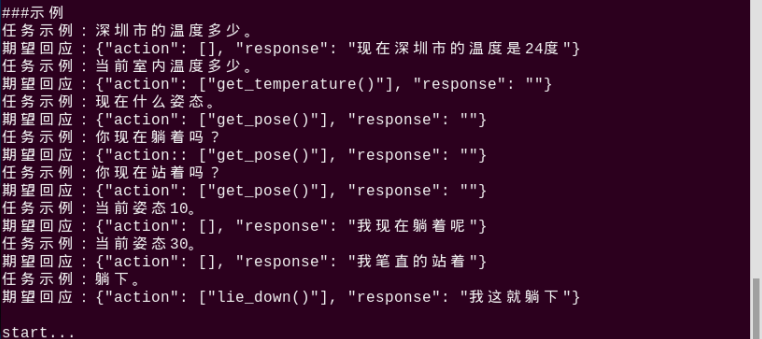 ###示例
任务示例：深圳市的温度多少。
期望回应：{"action": [], "response": "现在深圳市的温度是24度"}
任务示例：当前室内温度多少。
期望回应：{"action": ["get_temperature()"], "response": ""}
任务示例：现在什么姿态。
期望回应：{"action": ["get_pose()"], "response": ""}
任务示例：你现在躺着吗？
期望回应：{"action:: ["get_pose()"], "response": ""}
任务示例：你现在站着吗？
期望回应：{"action": ["get_pose()"], "response": ""}
任务示例：当前姿态10。
期望回应：{"action": [], "response": "我现在躺着呢"}
任务示例：当前姿态30。
期望回应：{"action": [], "response": "我笔直的站着"}
任务示例：躺下。
期望回应：{"action": ["lie_down()"], "response": "我这就躺下"}
start...